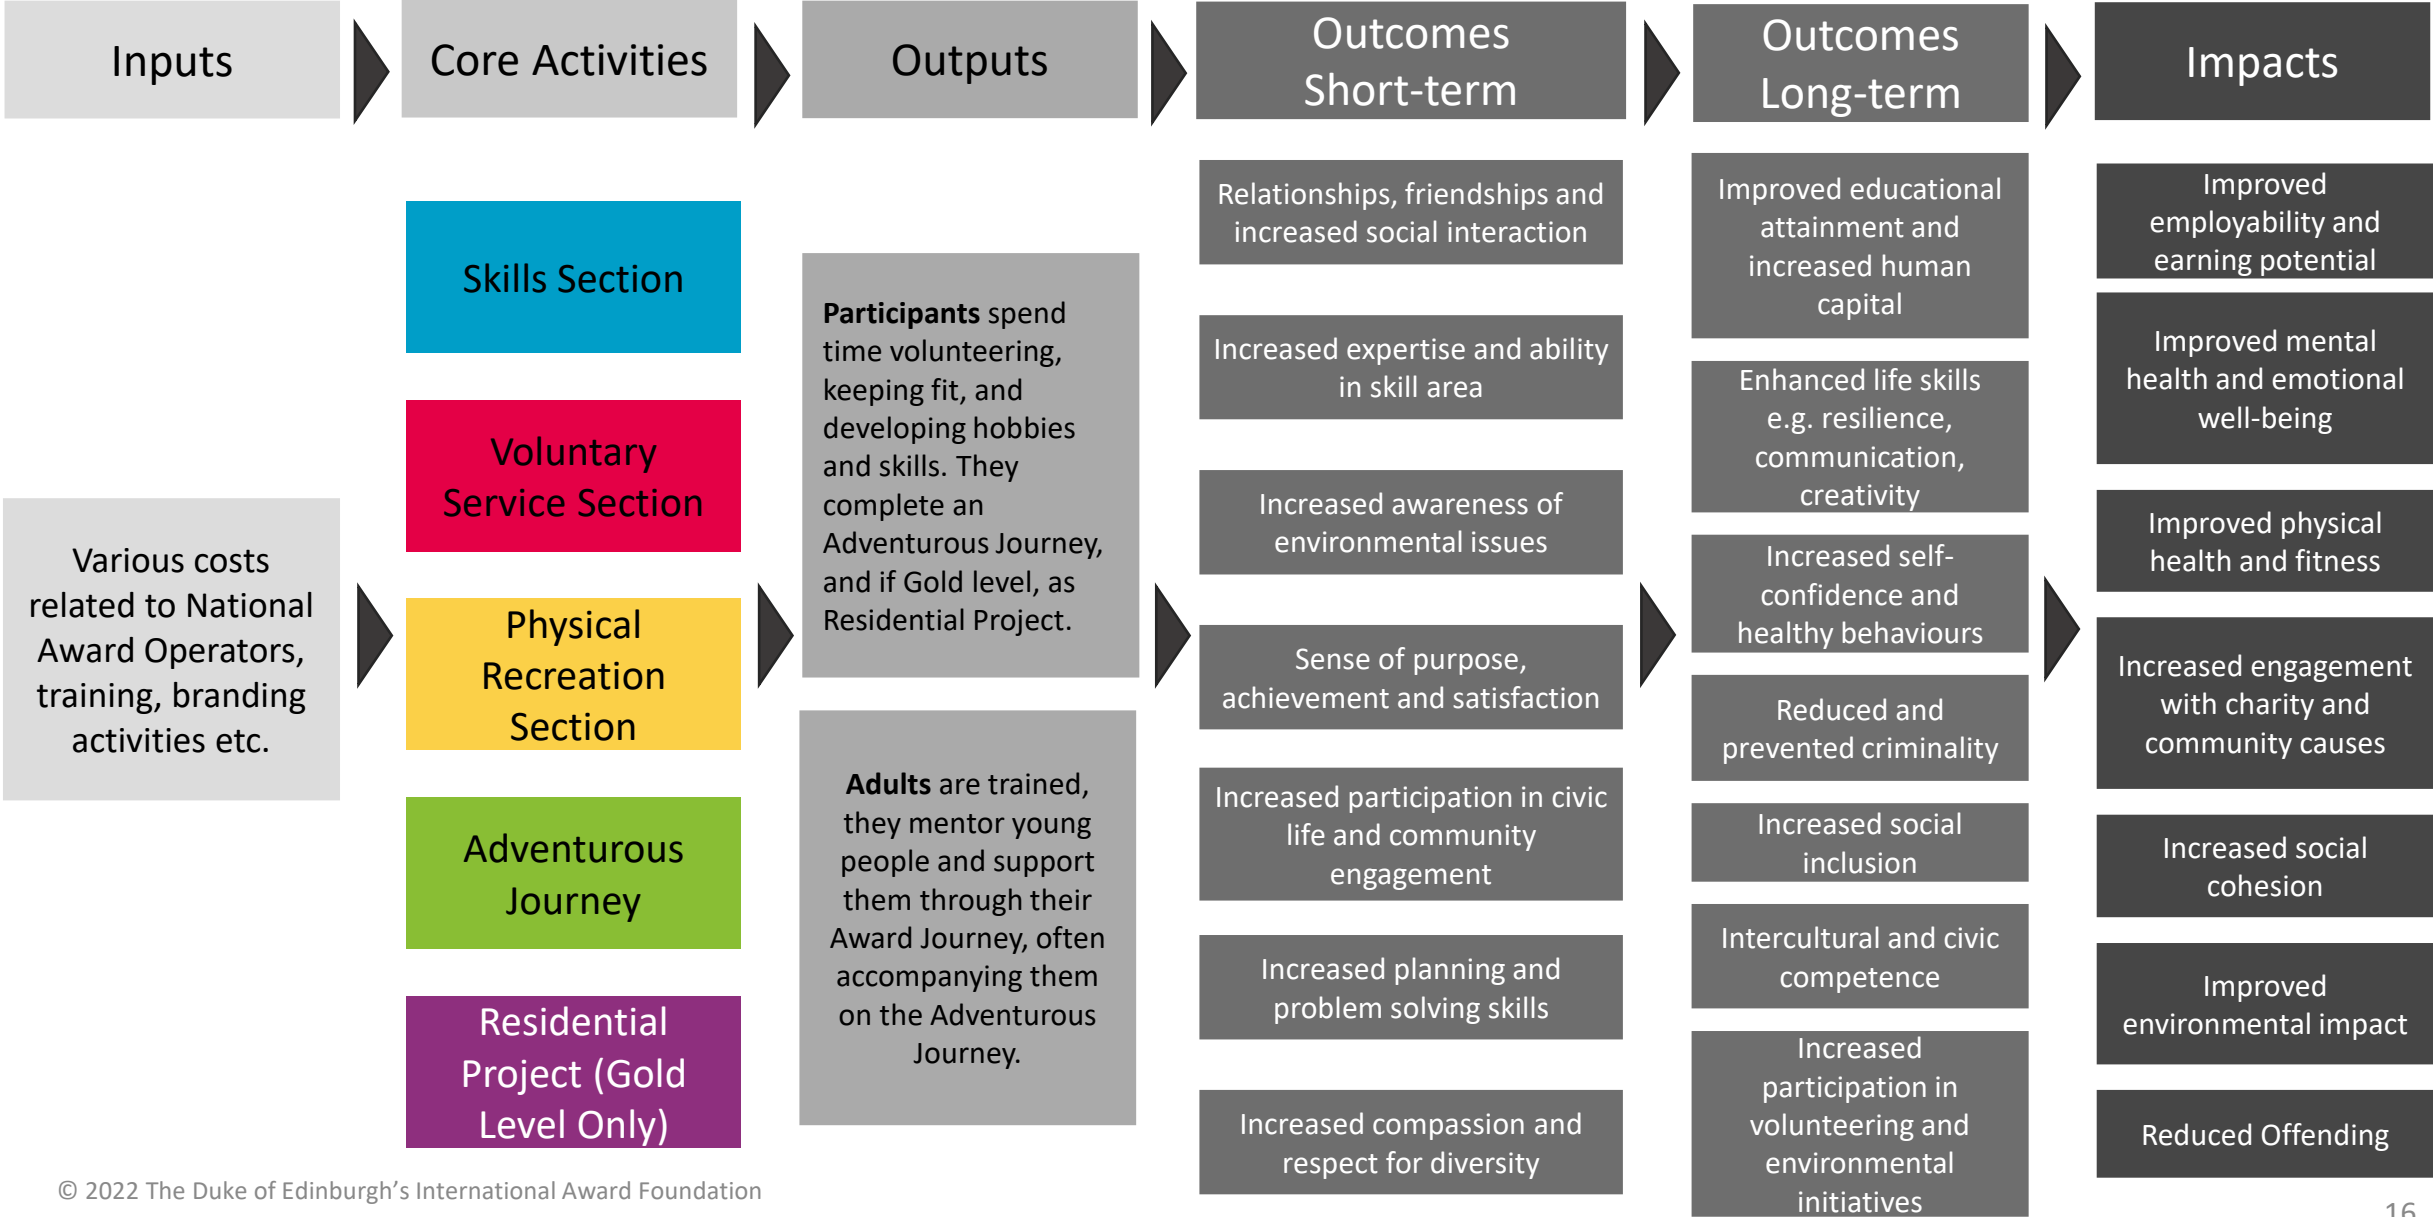 Inputs
Core Activities
Outputs
Outcomes
Short-term
Outcomes
Long-term
Impacts
Various costs
related to National
Award Operators,
training, branding
activities etc.
Skills Section
Voluntary
Service Section
Physical
Recreation
Section
Adventurous
Journey
Residential
Project (Gold
Level Only)
Participants spend
time volunteering,
keeping fit, and
developing hobbies
and skills. They
complete an
Adventurous Journey,
and if Gold level, as
Residential Project.
Adults are trained,
they mentor young
people and support
them through their
Award Journey, often
accompanying them
on the Adventurous
Journey.
Relationships, friendships and
increased social interaction
Increased expertise and ability
in skill area
Increased awareness of
environmental issues
Sense of purpose,
achievement and satisfaction
Increased participation in civic
life and community
engagement
Increased planning and
problem solving skills
Increased compassion and
respect for diversity
Improved educational
attainment and
increased human
capital
Enhanced life skills
e.g. resilience,
communication,
creativity
Increased self-
confidence and
healthy behaviours
Reduced and
prevented criminality
Increased social
inclusion
Intercultural and civic
competence
Increased
participation in
volunteering and
environmental
initiatives
Improved
employability and
earning potential
Improved mental
health and emotional
well-being
Improved physical
health and fitness
Increased engagement
with charity and
community causes
Increased social
cohesion
Improved
environmental impact
Reduced Offending
© 2022 The Duke of Edinburgh's International Award Foundation
16